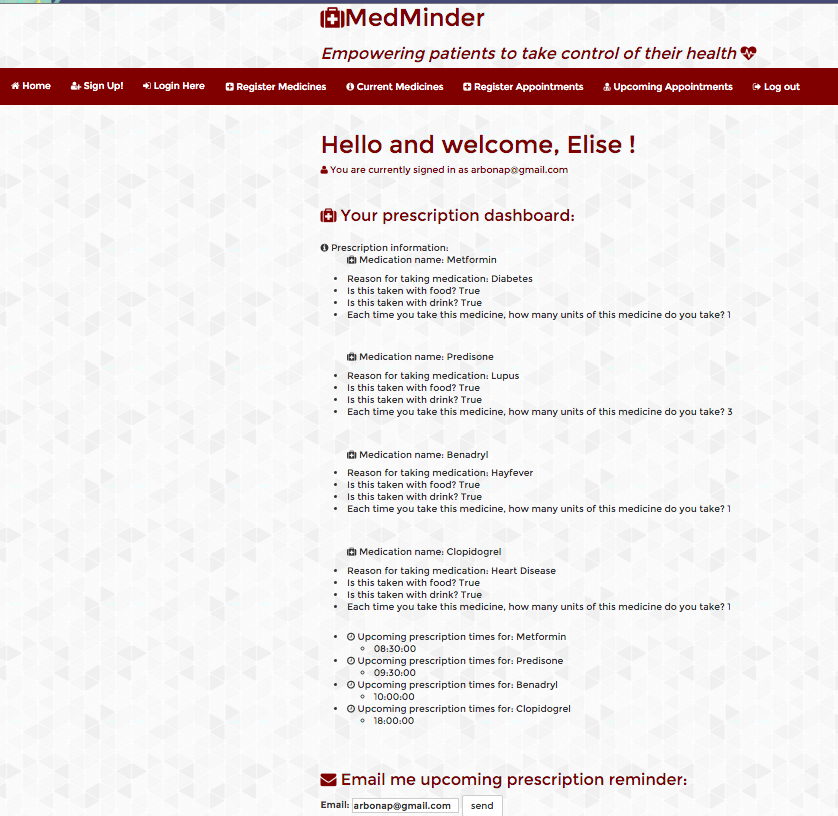 MedMinder
Empowering patients to take control of their health
Home Sign Up! Login Here Register Medicines Current Medicines Register Appointments Upcoming Appointments Log out
Hello and welcome, Elise !
You are currently signed in as arbonap@gmail.com
Your prescription dashboard:
Prescription information:
Medication name: Metformin
• Reason for taking medication: Diabetes
• Is this taken with food? True
• Is this taken with drink? True
• Each time you take this medicine, how many units of this medicine do you take? 1
Medication name: Predisone
• Reason for taking medication: Lupus
• Is this taken with food? True
• Is this taken with drink? True
• Each time you take this medicine, how many units of this medicine do you take? 3
Medication name: Benadryl
• Reason for taking medication: Hayfever
• Is this taken with food? True
• Is this taken with drink? True
• Each time you take this medicine, how many units of this medicine do you take? 1
Medication name: Clopidogrel
• Reason for taking medication: Heart Disease
• Is this taken with food? True
• Is this taken with drink? True
• Each time you take this medicine, how many units of this medicine do you take? 1
• Upcoming prescription times for: Metformin
◦ 08:30:00
• Upcoming prescription times for: Predisone
◦ 09:30:00
• Upcoming prescription times for: Benadryl
◦ 10:00:00
• Upcoming prescription times for: Clopidogrel
◦ 18:00:00
Email me upcoming prescription reminder:
Email: arbonap@gmail.com send